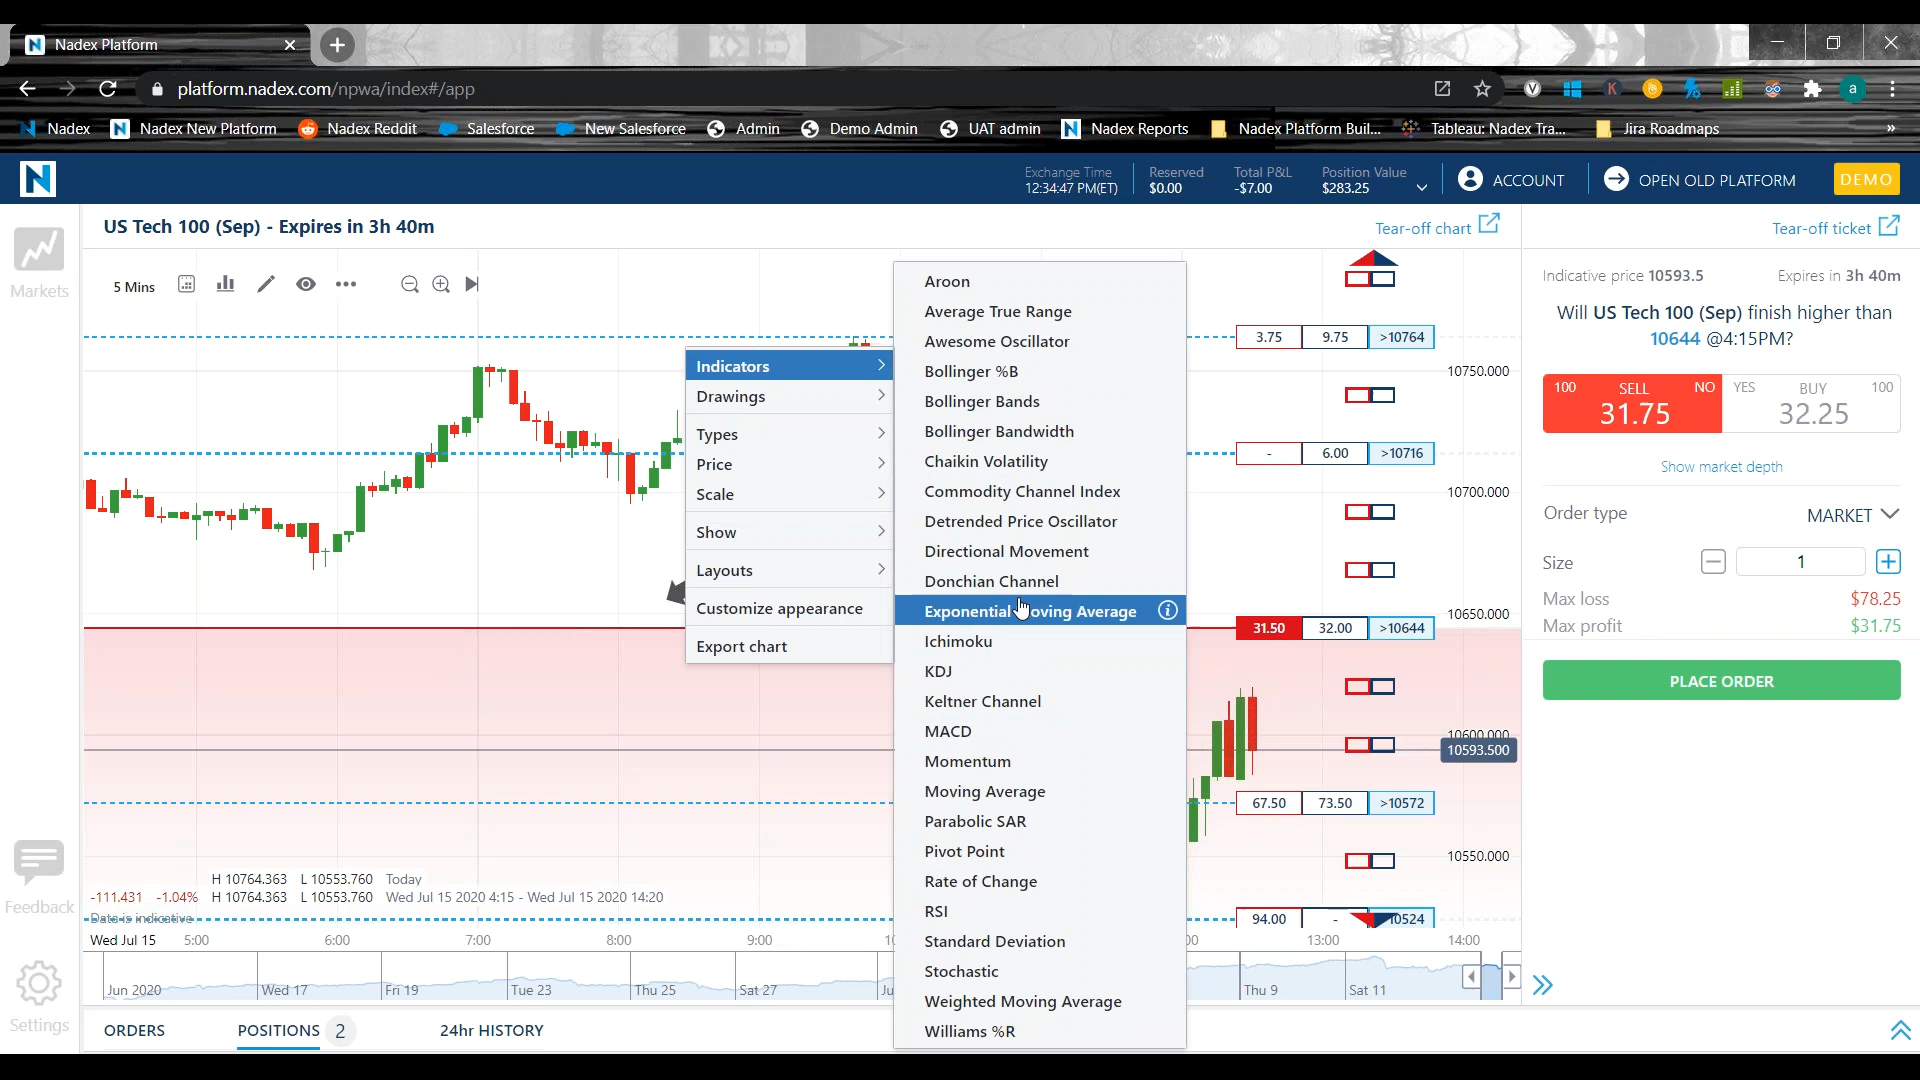 Nadex Platform
platform.nadex.com/npwa/index#/app
Nadex
Nadex New Platform
Nadex Reddit
Salesforce
New Salesforce
Admin
Demo Admin
UAT admin
Nadex Reports
Nadex Platform Buil...
Tableau: Nadex Tra...
Jira Roadmaps
Exchange Time
12:34:47 PM(ET)
Reserved
$0.00
Total P&L
-$7.00
Position Value
$283.25
ACCOUNT
OPEN OLD PLATFORM
DEMO
Markets
Feedback
Settings
US Tech 100 (Sep) - Expires in 3h 40m
Tear-off chart
5 Mins
Indicators
Drawings
Types
Price
Scale
Show
Layouts
Customize appearance
Export chart
Aroon
Average True Range
Awesome Oscillator
Bollinger %B
Bollinger Bands
Bollinger Bandwidth
Chaikin Volatility
Commodity Channel Index
Detrended Price Oscillator
Directional Movement
Donchian Channel
Exponential Moving Average
Ichimoku
KDJ
Keltner Channel
MACD
Momentum
Moving Average
Parabolic SAR
Pivot Point
Rate of Change
RSI
Standard Deviation
Stochastic
Weighted Moving Average
Williams %R
3.75 9.75 >10764
- 6.00 >10716
31.50 32.00 >10644
67.50 73.50 >10572
94.00 - 10524
10750.000
10700.000
10650.000
10600.000
10593.500
10550.000
H 10764.363 L 10553.760 Today
-111.431 -1.04% H 10764.363 L 10553.760 Wed Jul 15 2020 4:15 - Wed Jul 15 2020 14:20
Data is indicative
Wed Jul 15 5:00 6:00 7:00 8:00 9:00 13:00 14:00
Jun 2020 Wed 17 Fri 19 Tue 23 Thu 25 Sat 27 Thu 9 Sat 11
ORDERS
POSITIONS 2
24hr HISTORY
Tear-off ticket
Indicative price 10593.5
Expires in 3h 40m
Will US Tech 100 (Sep) finish higher than
10644 @4:15PM?
100 SELL NO
31.75
YES BUY 100
32.25
Show market depth
Order type MARKET
Size 1
Max loss $78.25
Max profit $31.75
PLACE ORDER